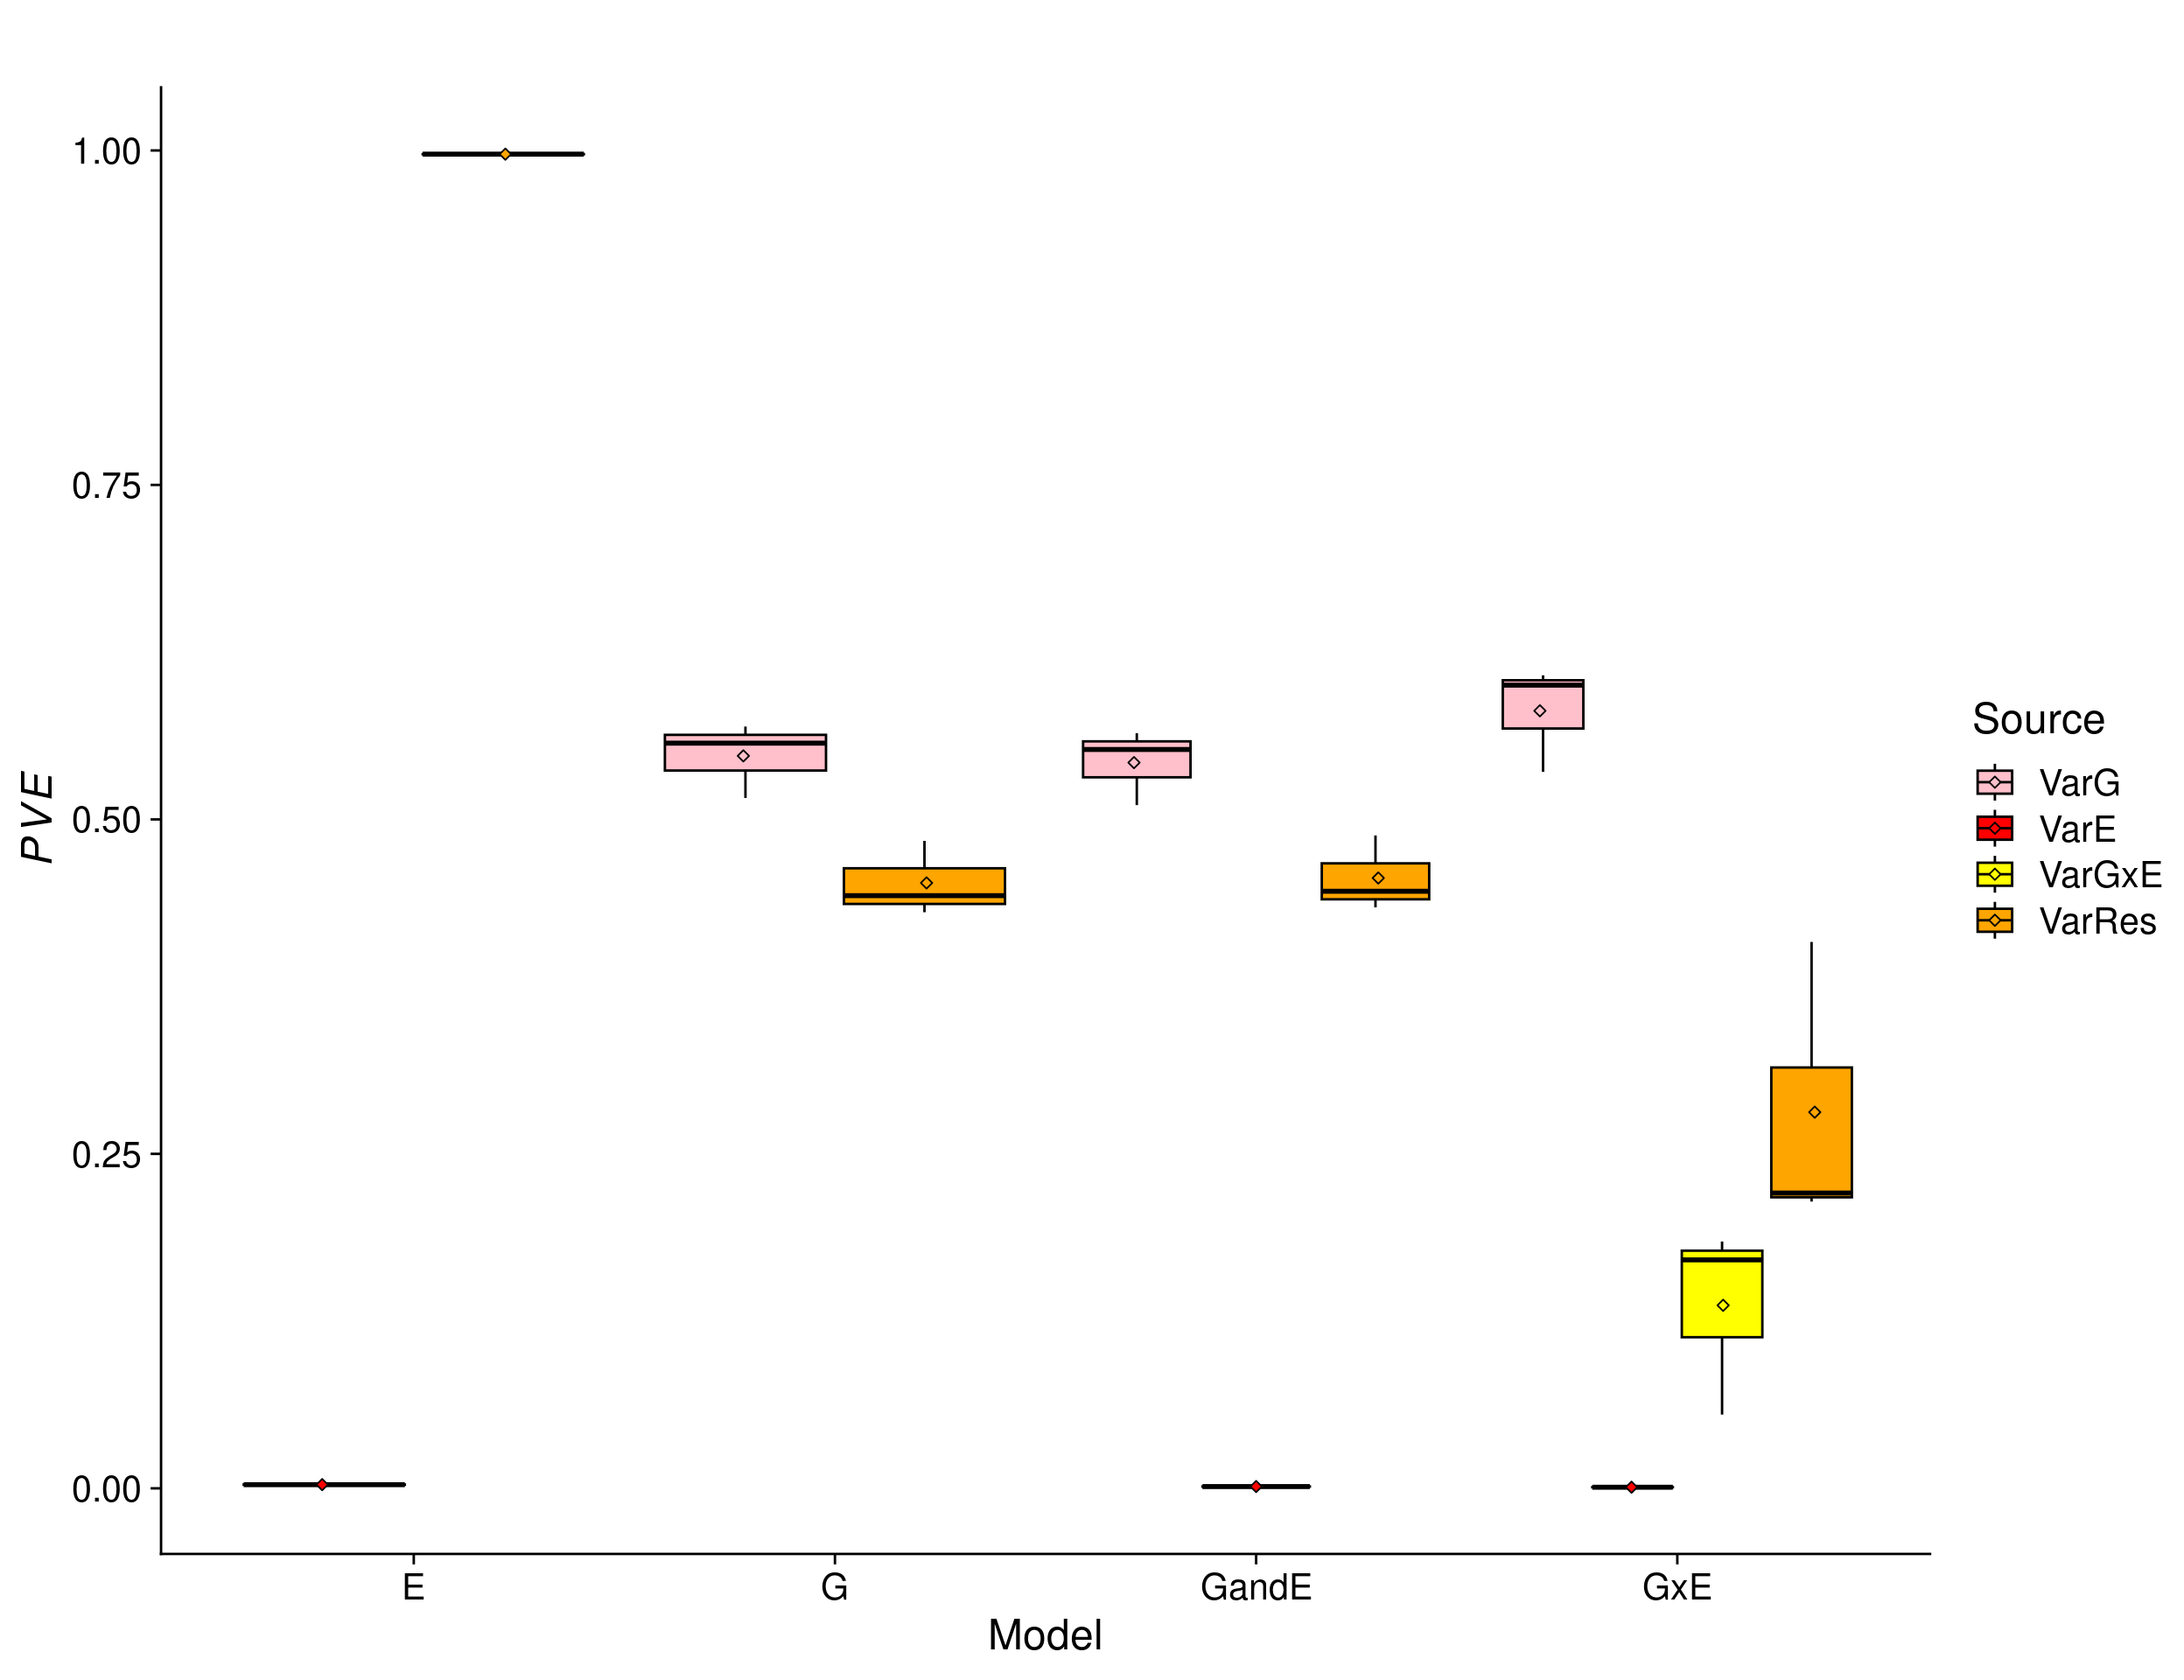 PVE
1.00
0.75
0.50
0.25
0.00
E G GandE GxE
Model
Source
VarG
VarE
VarGxE
VarRes